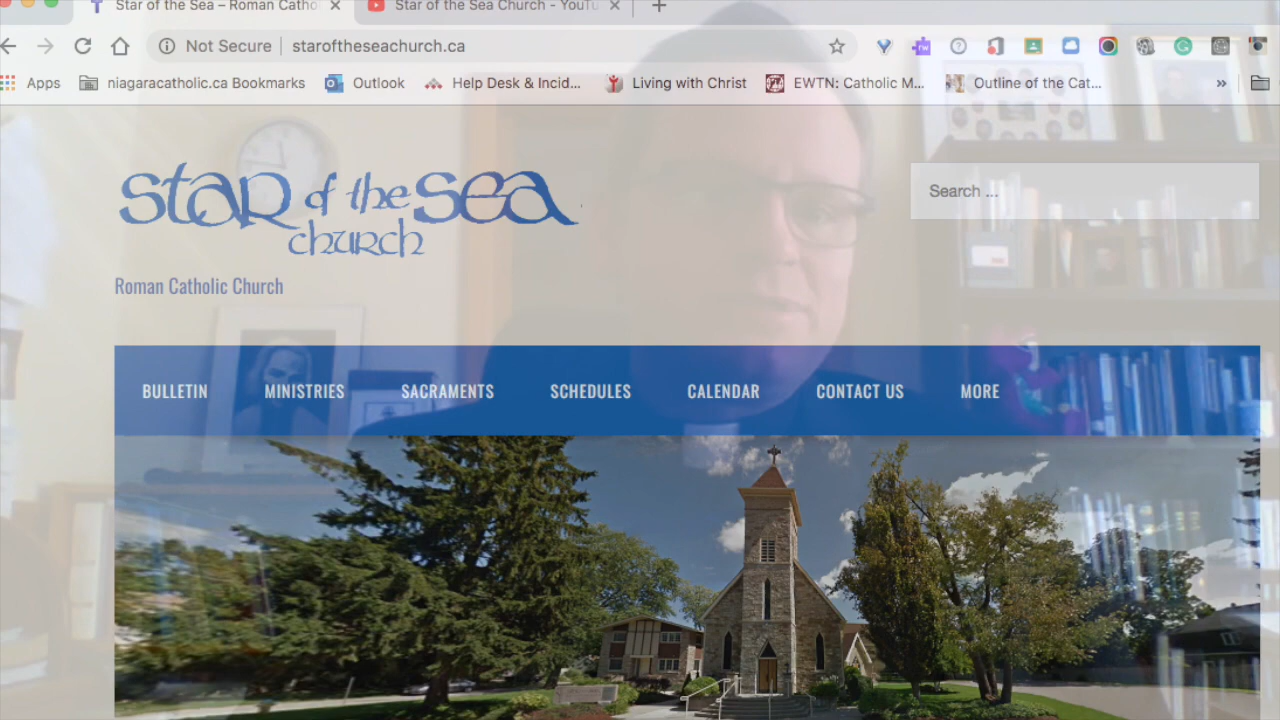 Star of the Sea – Roman Catho
Star of the Sea Church - YouTu
Not Secure
staroftheseachurch.ca
Apps
niagaracatholic.ca Bookmarks
Outlook
Help Desk & Incid...
Living with Christ
EWTN: Catholic M...
Outline of the Cat...
»
star of the sea
church
Search ...
Roman Catholic Church
BULLETIN
MINISTRIES
SACRAMENTS
SCHEDULES
CALENDAR
CONTACT US
MORE